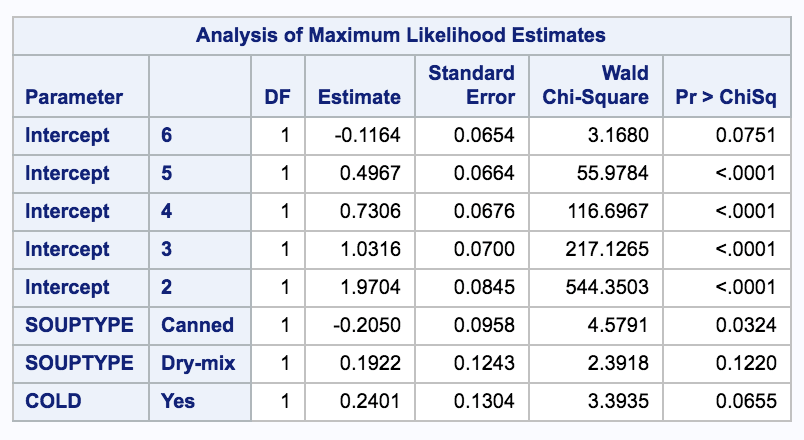 Analysis of Maximum Likelihood Estimates
Parameter DF Estimate Standard Error Wald Chi-Square Pr > ChiSq
Intercept 6 1 -0.1164 0.0654 3.1680 0.0751
Intercept 5 1 0.4967 0.0664 55.9784 <.0001
Intercept 4 1 0.7306 0.0676 116.6967 <.0001
Intercept 3 1 1.0316 0.0700 217.1265 <.0001
Intercept 2 1 1.9704 0.0845 544.3503 <.0001
SOUPTYPE Canned 1 -0.2050 0.0958 4.5791 0.0324
SOUPTYPE Dry-mix 1 0.1922 0.1243 2.3918 0.1220
COLD Yes 1 0.2401 0.1304 3.3935 0.0655